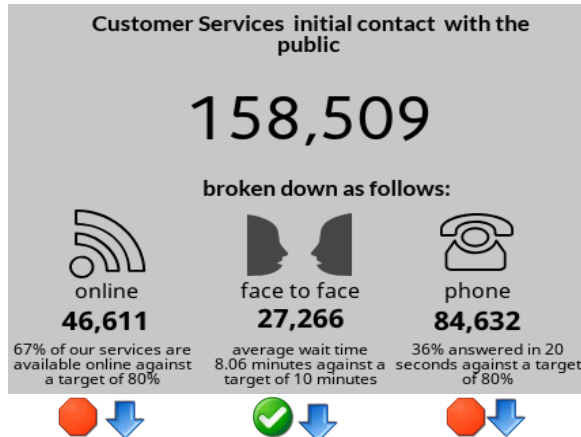 Customer Services initial contact with the
public
158,509
broken down as follows:
online
46,611
67% of our services are
available online against
a target of 80%
face to face
27,266
average wait time
8.06 minutes against a
target of 10 minutes
phone
84,632
36% answered in 20
seconds against a target
of 80%